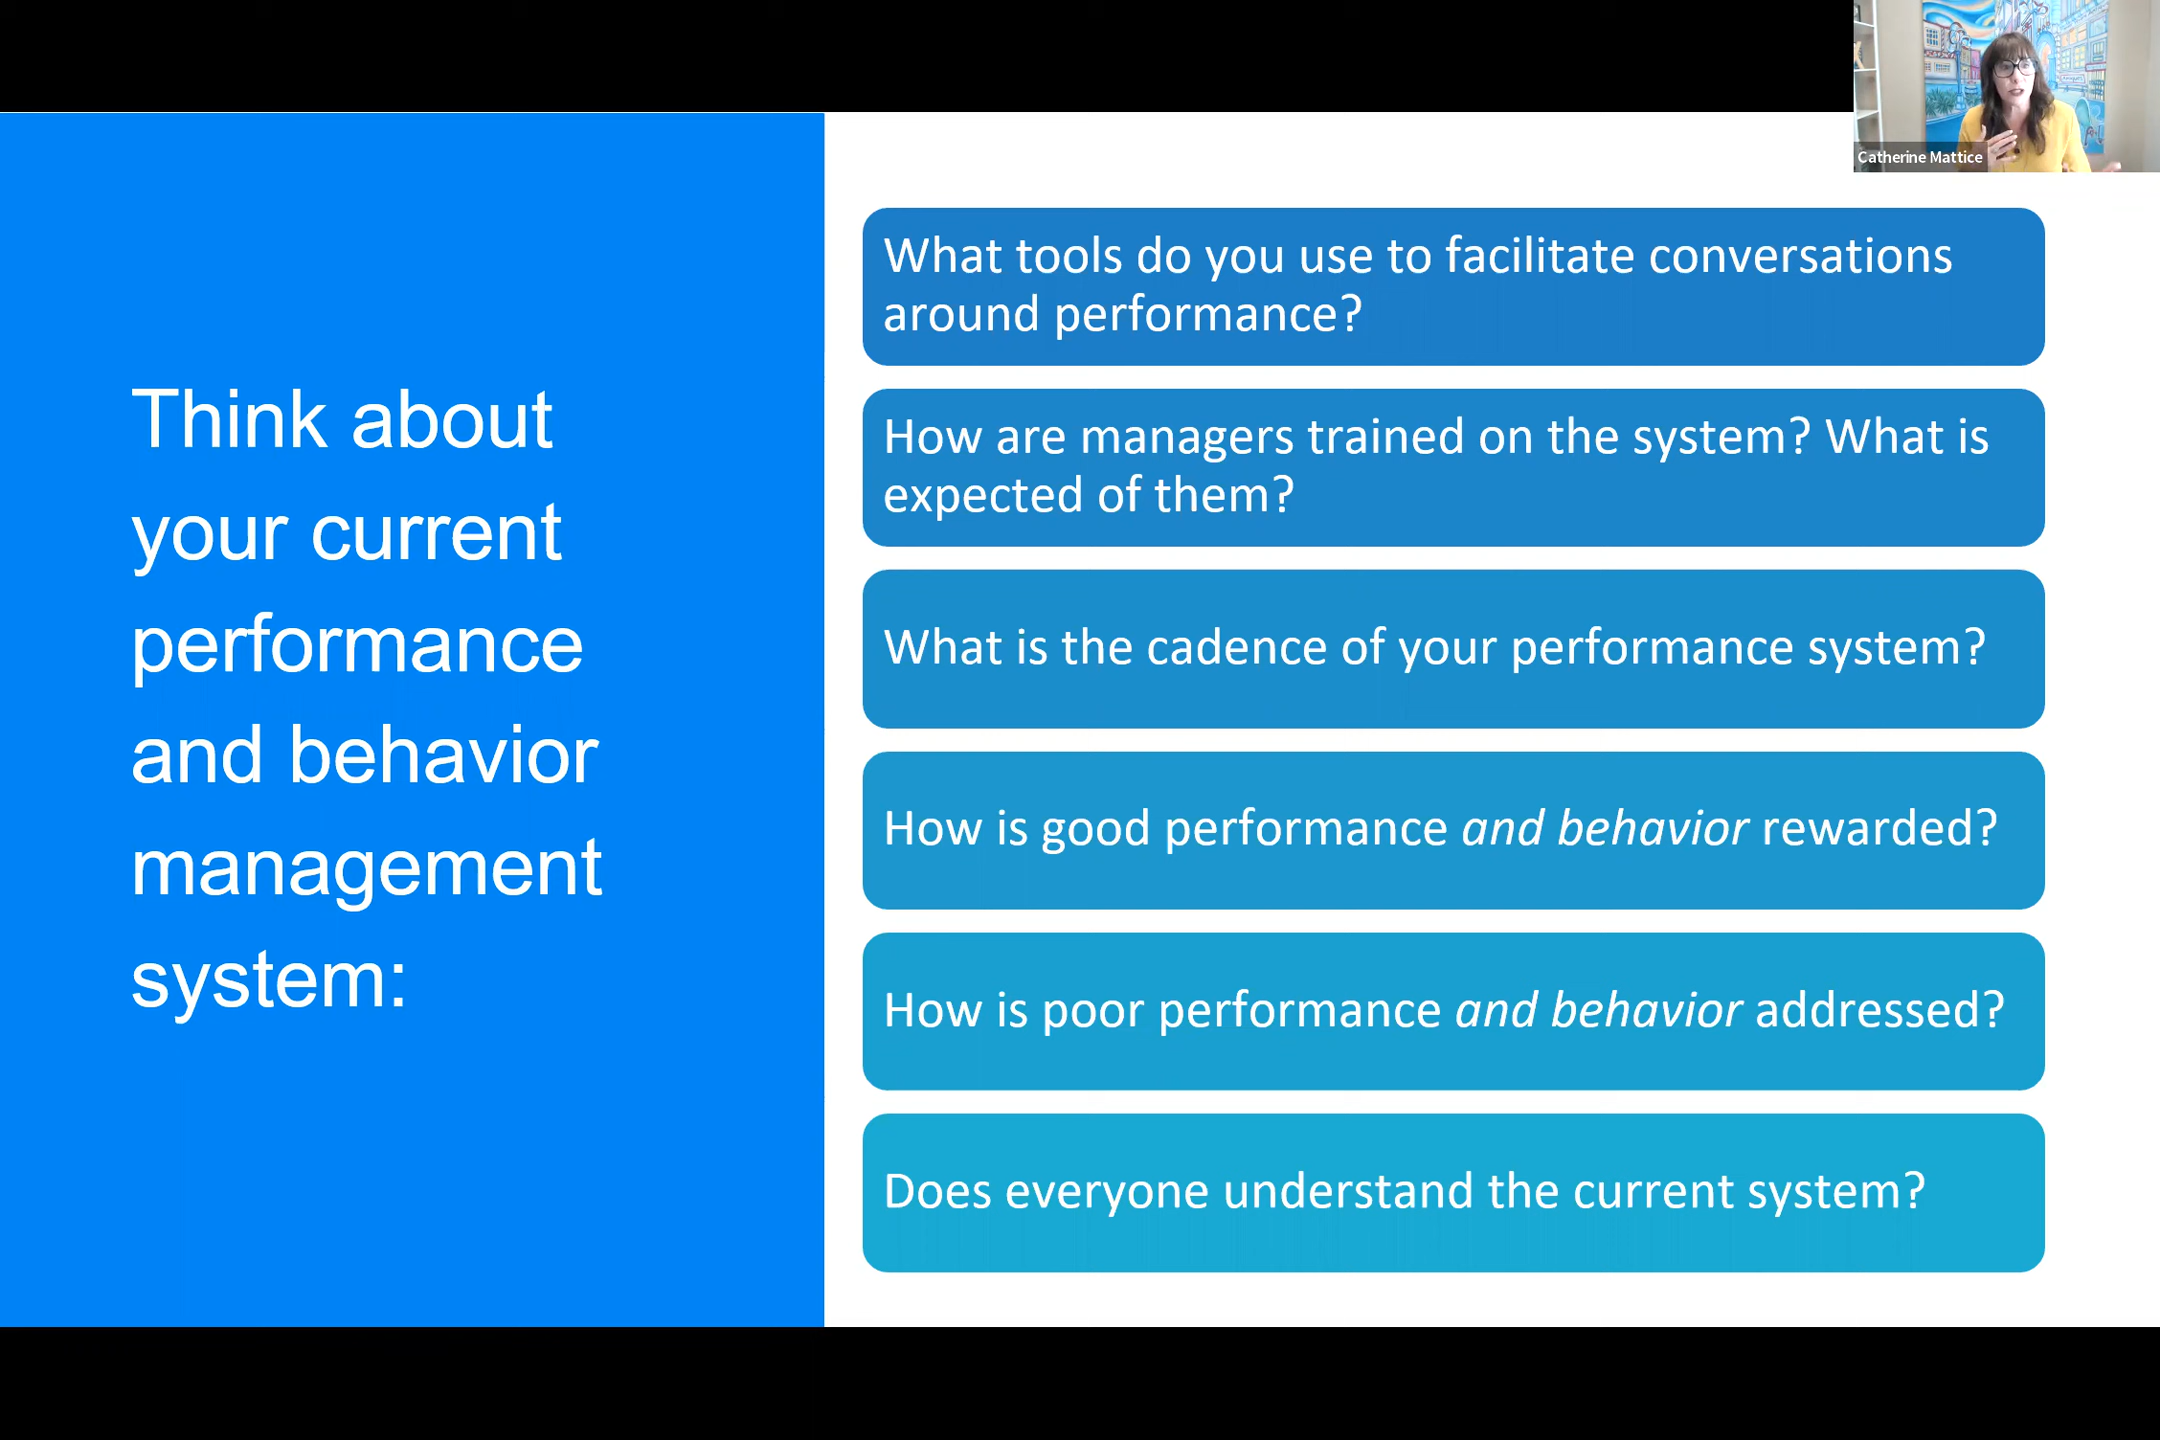 Catherine Mattice
Think about
your current
performance
and behavior
management
system:
What tools do you use to facilitate conversations
around performance?
How are managers trained on the system? What is
expected of them?
What is the cadence of your performance system?
How is good performance and behavior rewarded?
How is poor performance and behavior addressed?
Does everyone understand the current system?